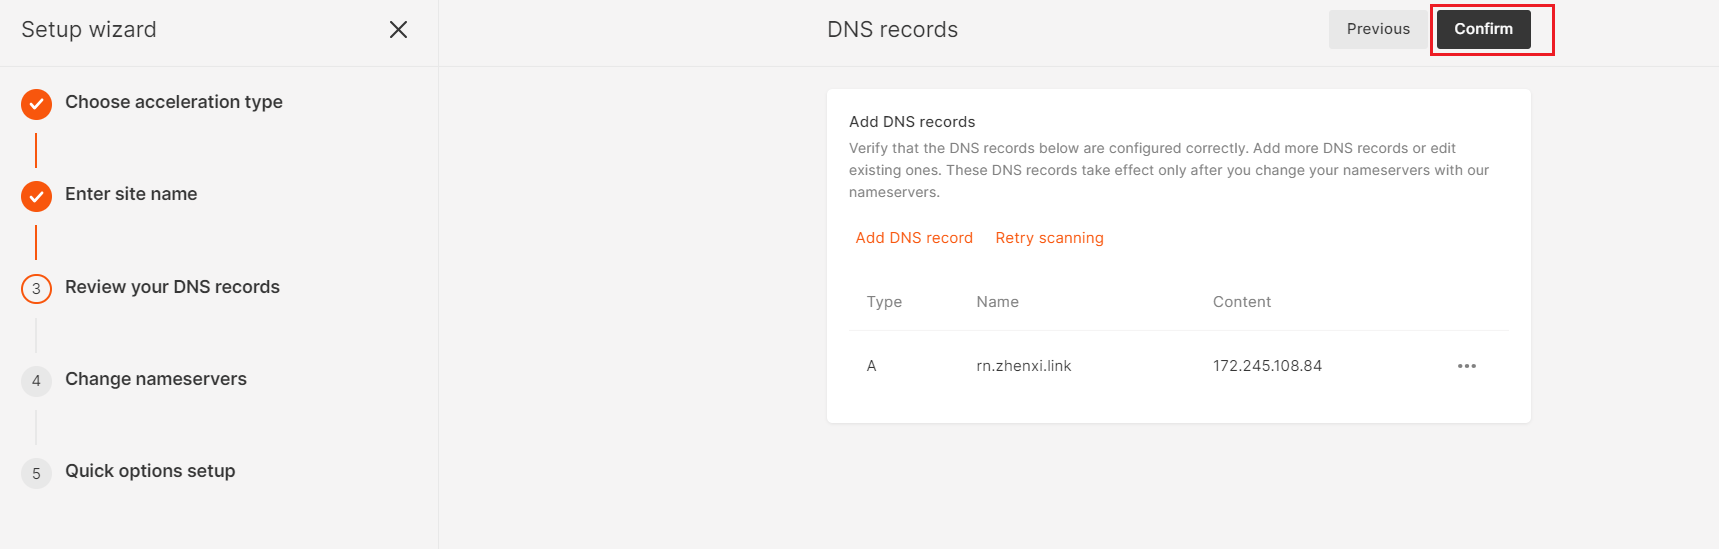 Setup wizard
Choose acceleration type
Enter site name
3 Review your DNS records
4 Change nameservers
5 Quick options setup
DNS records
Previous
Confirm
Add DNS records
Verify that the DNS records below are configured correctly. Add more DNS records or edit
existing ones. These DNS records take effect only after you change your nameservers with our
nameservers.
Add DNS record Retry scanning
Type Name Content
A rn.zhenxi.link 172.245.108.84